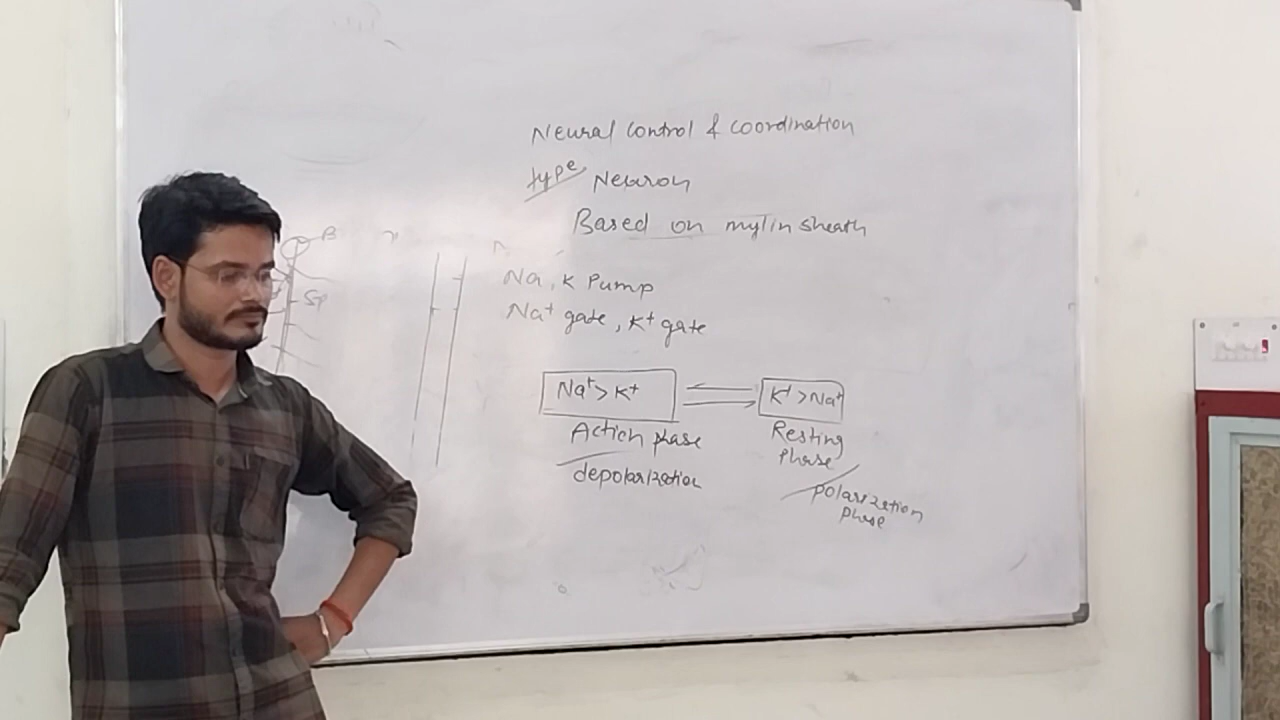 Neural Control & Coordination
type Neuron
Based on mylin sheath
B
Sp
Na, K Pump
Na+ gate, K+ gate
Na+ > K+
K+ > Na+
Action phase
depolarization
Resting
Phase
polarization
phase